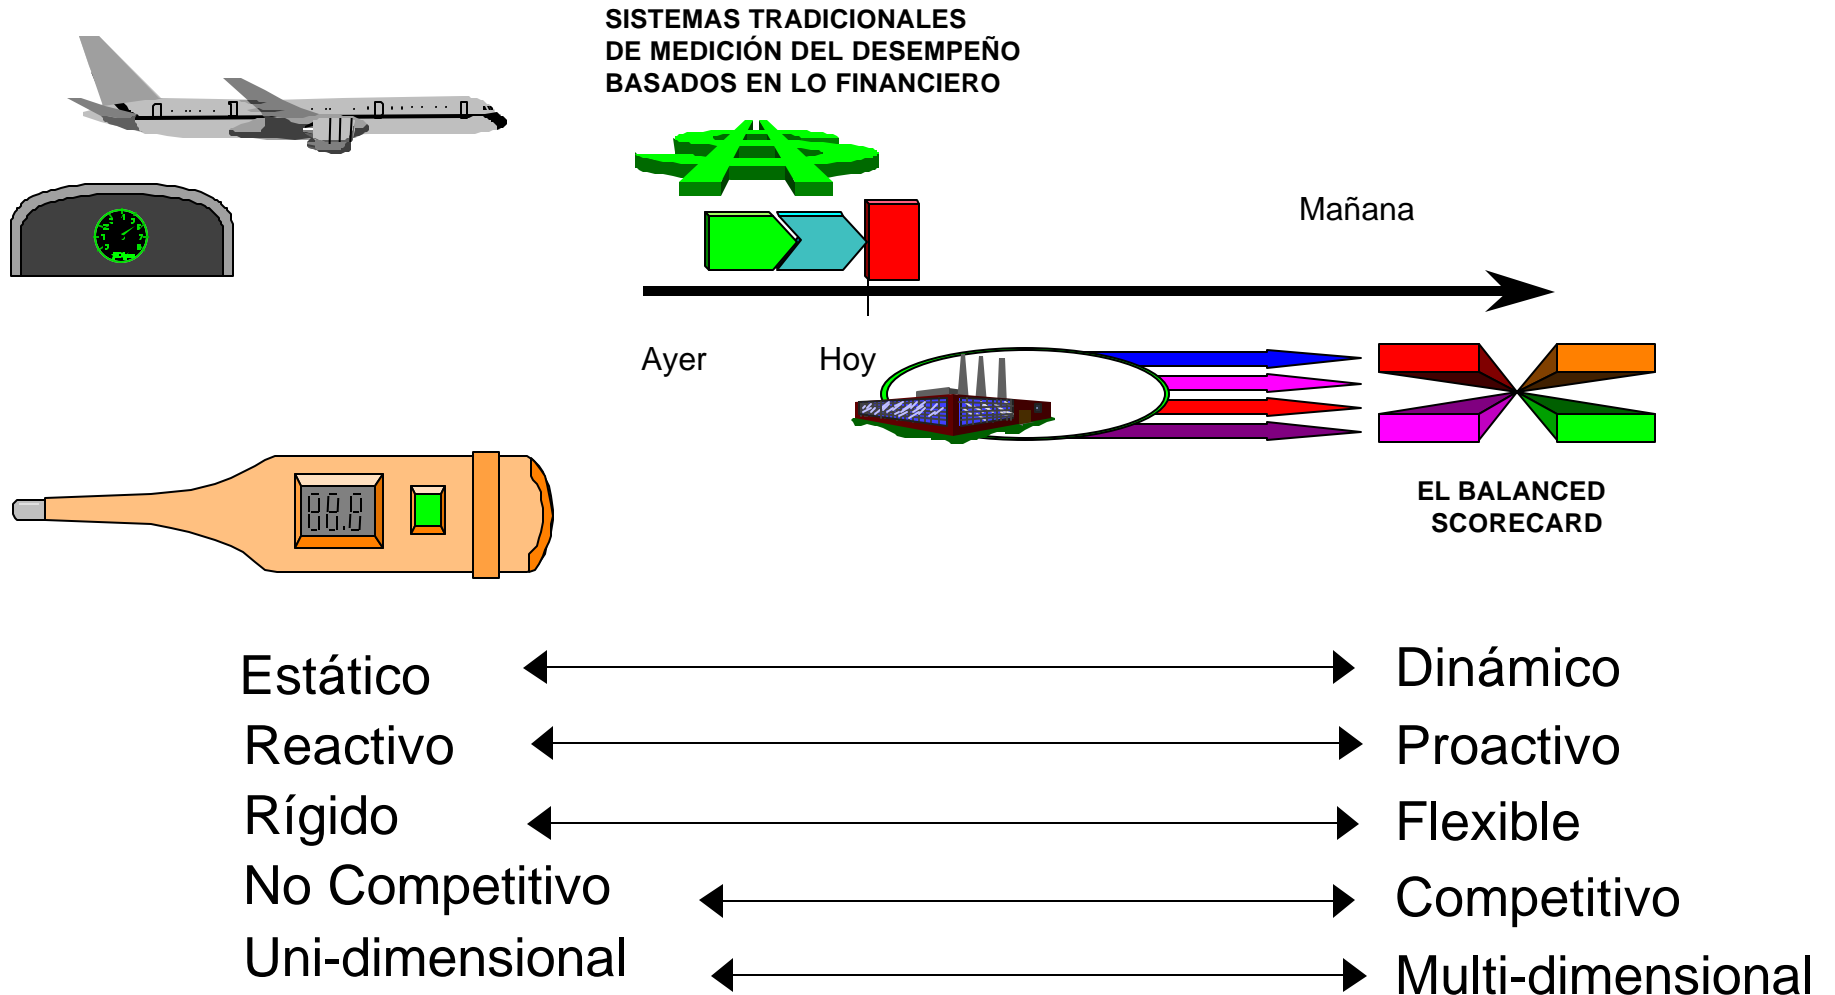 SISTEMAS TRADICIONALES
DE MEDICIÓN DEL DESEMPEÑO
BASADOS EN LO FINANCIERO
Mañana
Ayer
Hoy
EL BALANCED
SCORECARD
Estático
Dinámico
Reactivo
Proactivo
Rígido
Flexible
No Competitivo
Competitivo
Uni-dimensional
Multi-dimensional